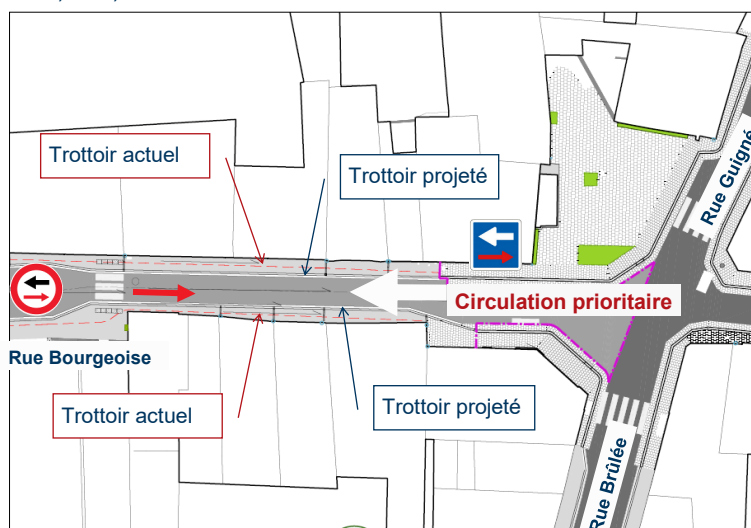 Trottoir actuel
Trottoir projeté
Rue Guigné
Circulation prioritaire
Rue Bourgeoise
Trottoir actuel
Trottoir projeté
Rue Brûlée